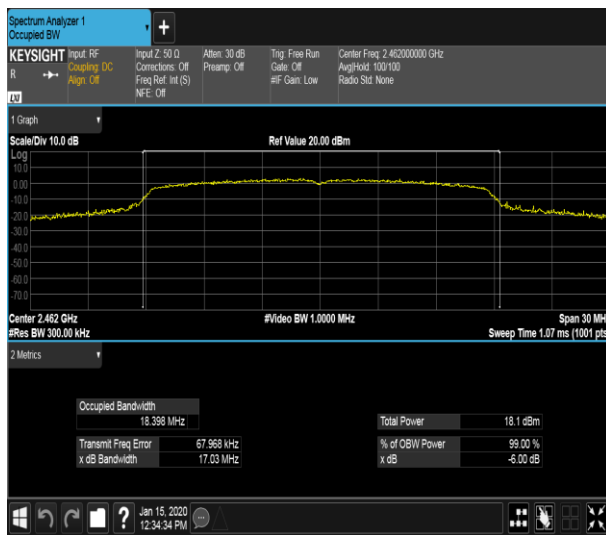 Spectrum Analyzer 1
Occupied BW
+
KEYSIGHT
R
LXI
Input: RF
Coupling: DC
Align: Off
Input Z: 50 Ω
Corrections: Off
Freq Ref: Int (S)
NFE: Off
Atten: 30 dB
Preamp: Off
Trig: Free Run
Gate: Off
#IF Gain: Low
Center Freq: 2.462000000 GHz
Avg|Hold: 100/100
Radio Std: None
1 Graph
Scale/Div 10.0 dB
Ref Value 20.00 dBm
Log
10.0
0.00
-10.0
-20.0
-30.0
-40.0
-50.0
-60.0
-70.0
Center 2.462 GHz
#Video BW 1.0000 MHz
Span 30 MH
#Res BW 300.00 kHz
Sweep Time 1.07 ms (1001 pts
2 Metrics
Occupied Bandwidth
18.398 MHz
Total Power 18.1 dBm
Transmit Freq Error 67.968 kHz
% of OBW Power 99.00 %
x dB Bandwidth 17.03 MHz
x dB -6.00 dB
?
Jan 15, 2020
12:34:34 PM